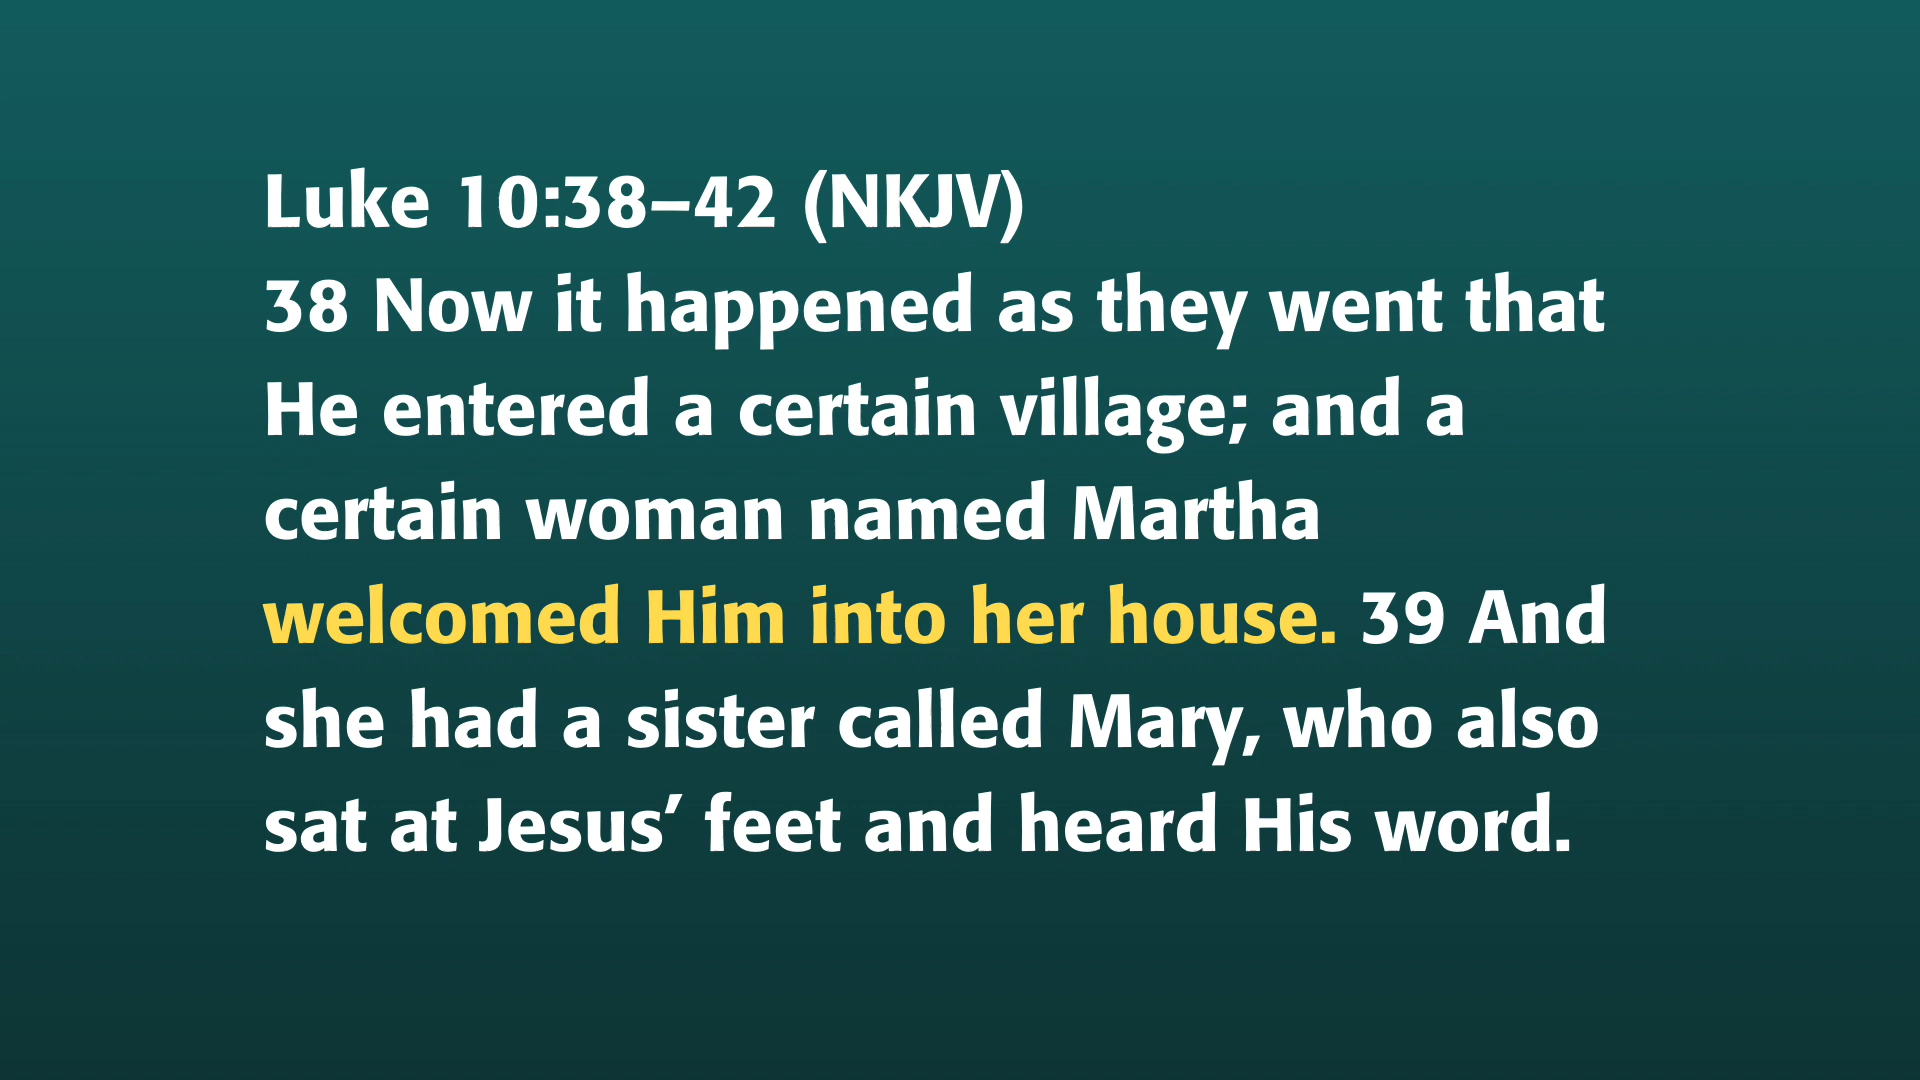 Luke 10:38–42 (NKJV)
38 Now it happened as they went that
He entered a certain village; and a
certain woman named Martha
welcomed Him into her house. 39 And
she had a sister called Mary, who also
sat at Jesus’ feet and heard His word.